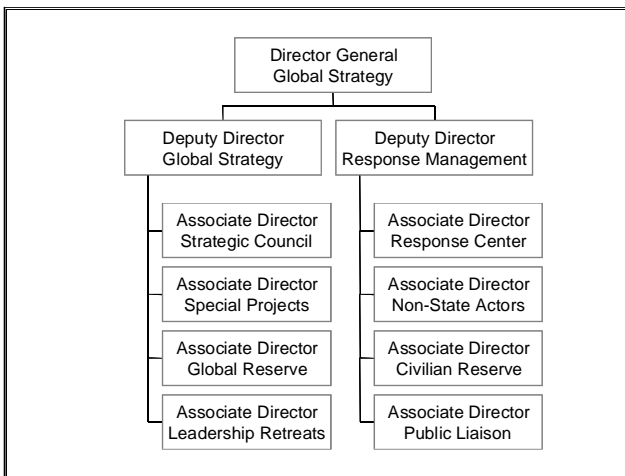 Director General
Global Strategy
Deputy Director
Global Strategy
Deputy Director
Response Management
Associate Director
Strategic Council
Associate Director
Special Projects
Associate Director
Global Reserve
Associate Director
Leadership Retreats
Associate Director
Response Center
Associate Director
Non-State Actors
Associate Director
Civilian Reserve
Associate Director
Public Liaison